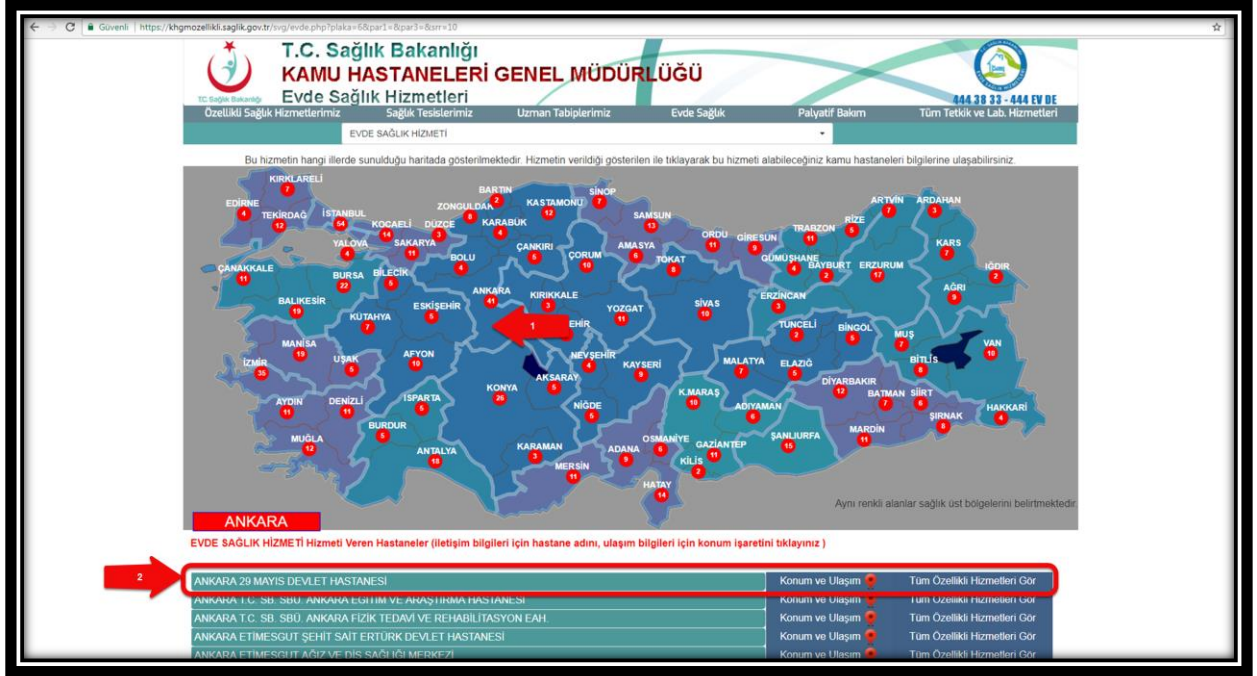 Güvenli | https://khgmozellikli.saglik.gov.tr/svg/evde.php?plaka=6&par1=&par3=&srr=10
T.C. Sağlık Bakanlığı
KAMU HASTANELERİ GENEL MÜDÜRLÜĞÜ
Evde Sağlık Hizmetleri
T.C. Sağlık Bakanlığı
444 38 33 - 444 EV DE
Özellikli Sağlık Hizmetlerimiz Sağlık Tesislerimiz Uzman Tabiplerimiz Evde Sağlık Palyatif Bakım Tüm Tetkik ve Lab. Hizmetleri
EVDE SAĞLIK HİZMETİ
Bu hizmetin hangi illerde sunulduğu haritada gösterilmektedir. Hizmetin verildiği gösterilen ile tıklayarak bu hizmeti alabileceğiniz kamu hastaneleri bilgilerine ulaşabilirsiniz.
KIRKLARELİ 7
EDİRNE 4
TEKİRDAĞ 12
İSTANBUL 54
KOCAELİ 14
YALOVA 4
SAKARYA 11
DÜZCE 3
ZONGULDAK 8
BARTIN 2
KARABÜK 4
KASTAMONU 12
SİNOP 7
SAMSUN 13
ORDU 11
GİRESUN 9
TRABZON 11
RİZE 5
ARTVİN 7
ARDAHAN 3
KARS 7
IĞDIR 2
AĞRI 9
ERZURUM 17
BAYBURT 2
GÜMÜŞHANE 4
ERZİNCAN 3
TOKAT 8
AMASYA 6
ÇORUM 10
ÇANKIRI 5
BOLU 4
BİLECİK 5
BURSA 22
ÇANAKKALE 11
BALIKESİR 19
KÜTAHYA 7
ESKİŞEHİR 5
ANKARA 41
KIRIKKALE 3
1
EHİR
YOZGAT 11
SİVAS 10
TUNCELİ 2
BİNGÖL 5
MUŞ 7
BİTLİS 8
VAN 10
MANİSA 19
İZMİR 35
UŞAK 5
AFYON 10
KONYA 26
AKSARAY 5
NEVŞEHİR 4
KAYSERİ 9
MALATYA 7
ELAZIĞ 5
DİYARBAKIR 12
BATMAN 7
SİİRT 6
ŞIRNAK 8
HAKKARİ 4
AYDIN 11
DENİZLİ 11
ISPARTA 5
BURDUR 5
MUĞLA 12
ANTALYA 18
KARAMAN 3
NİĞDE 5
MERSİN 11
ADANA 9
OSMANİYE 6
K.MARAŞ 10
ADIYAMAN 6
GAZİANTEP 11
KİLİS 2
HATAY 14
ŞANLIURFA 15
MARDİN 11
Aynı renkli alanlar sağlık üst bölgelerini belirtmektedir.
ANKARA
EVDE SAĞLIK HİZMETİ Hizmeti Veren Hastaneler (iletişim bilgileri için hastane adını, ulaşım bilgileri için konum işaretini tıklayınız )
2
ANKARA 29 MAYIS DEVLET HASTANESİ Konum ve Ulaşım Tüm Özellikli Hizmetleri Gör
ANKARA T.C. SB. SBÜ. ANKARA EĞİTİM VE ARAŞTIRMA HASTANESİ Konum ve Ulaşım Tüm Özellikli Hizmetleri Gör
ANKARA T.C. SB. SBÜ. ANKARA FİZİK TEDAVİ VE REHABİLİTASYON EAH. Konum ve Ulaşım Tüm Özellikli Hizmetleri Gör
ANKARA ETİMESGUT ŞEHİT SAİT ERTÜRK DEVLET HASTANESİ Konum ve Ulaşım Tüm Özellikli Hizmetleri Gör
ANKARA ETİMESGUT AĞIZ VE DİŞ SAĞLIĞI MERKEZİ Konum ve Ulaşım Tüm Özellikli Hizmetleri Gör